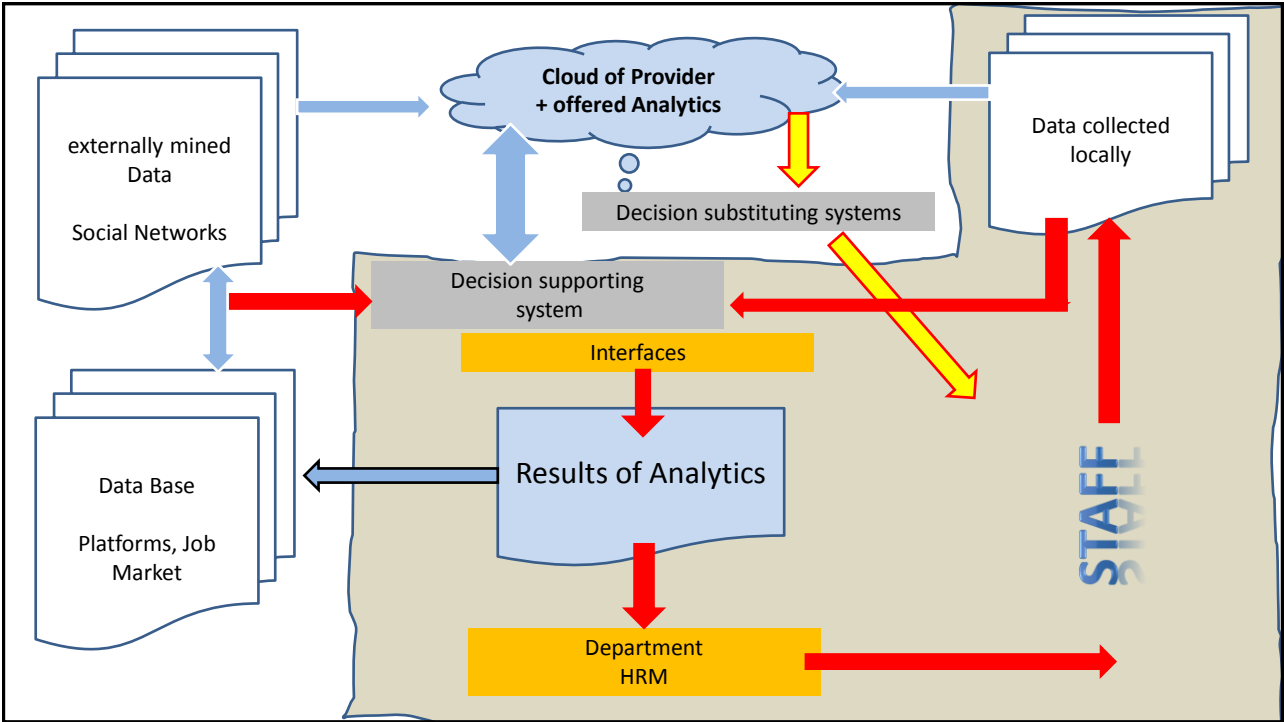 Cloud of Provider
+ offered Analytics
externally mined
Data
Social Networks
Data collected
locally
Decision substituting systems
Decision supporting
system
Interfaces
Results of Analytics
Data Base
Platforms, Job
Market
STAFF
Department
HRM